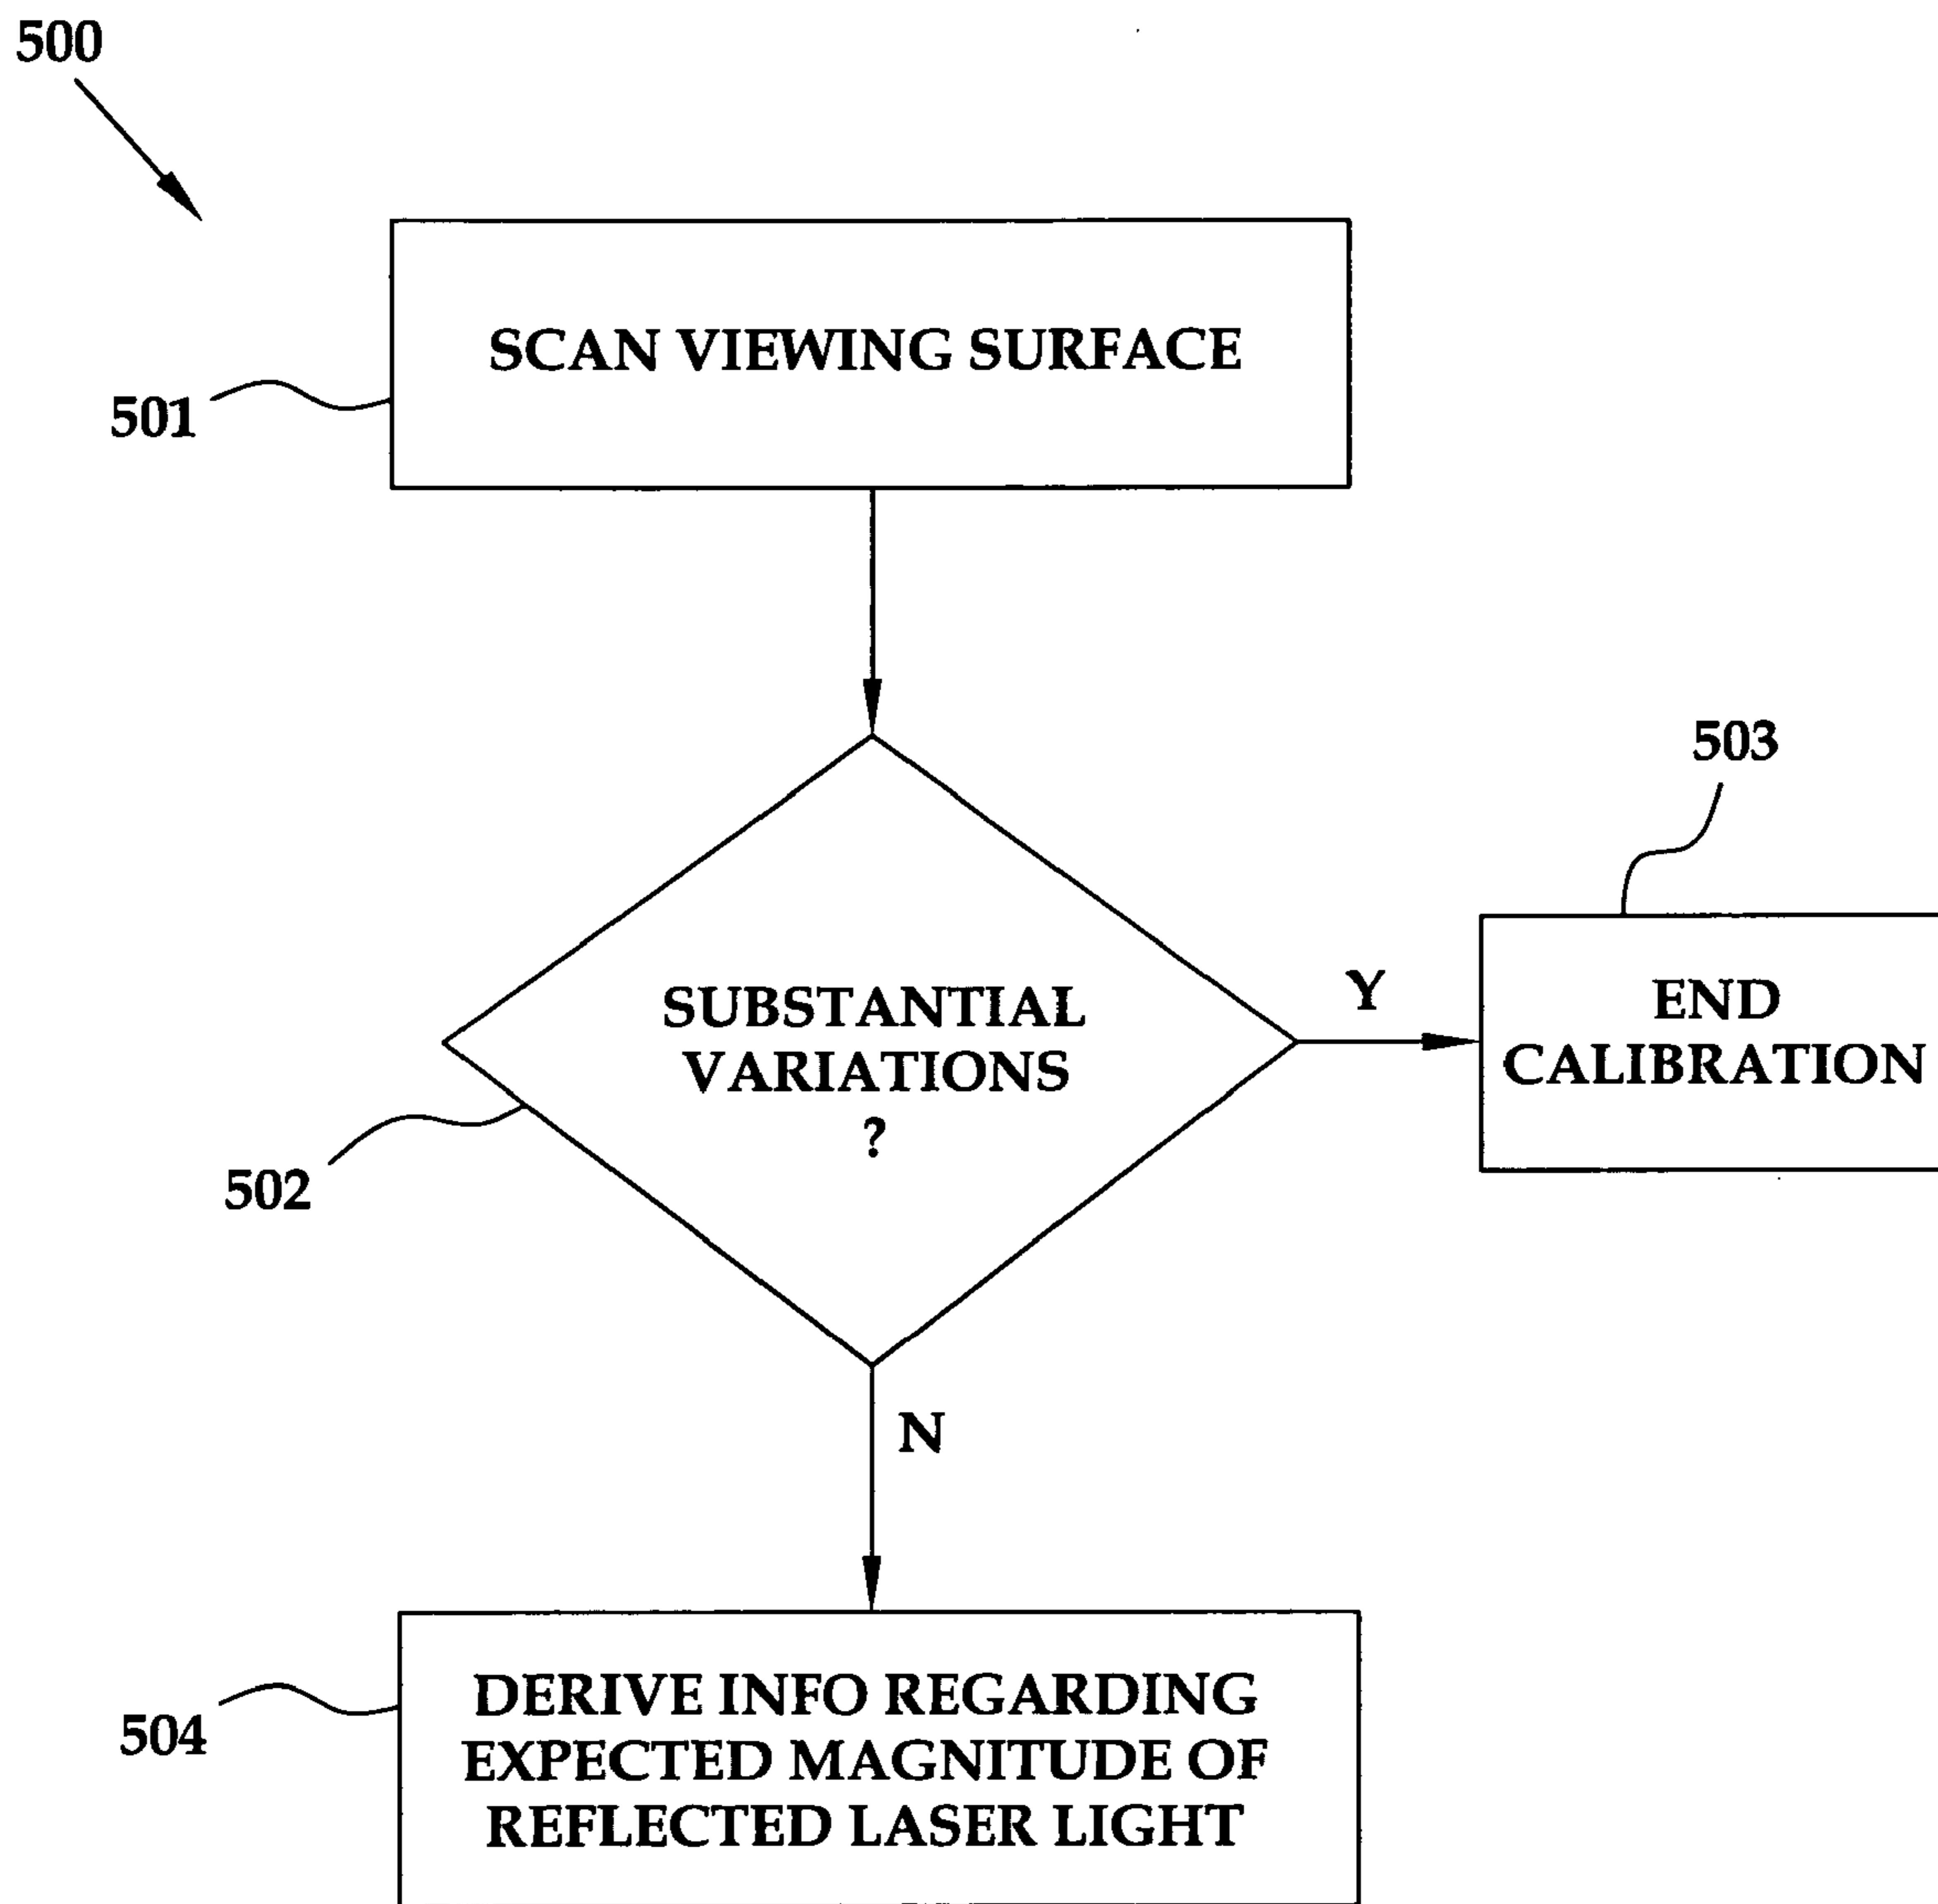 500
SCAN VIEWING SURFACE
501
503
SUBSTANTIAL
VARIATIONS
?
Y
END
CALIBRATION
502
N
DERIVE INFO REGARDING
EXPECTED MAGNITUDE OF
REFLECTED LASER LIGHT
504